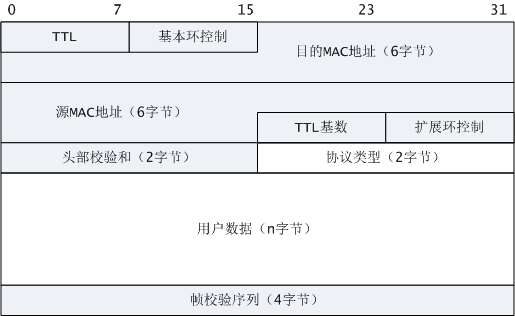 0 7 15 23 31
TTL 基本环控制
目的MAC地址（6字节）
源MAC地址（6字节）
TTL基数 扩展环控制
头部校验和（2字节） 协议类型（2字节）
用户数据（n字节）
帧校验序列（4字节）